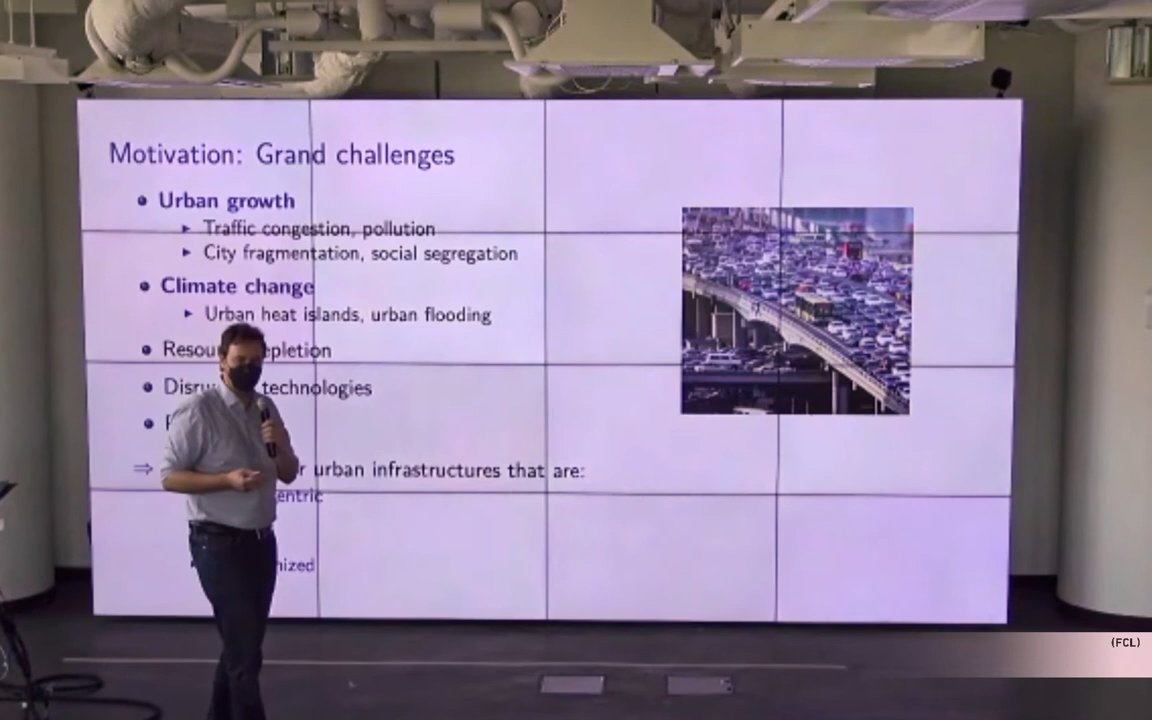 Motivation: Grand challenges
Urban growth
Traffic congestion, pollution
City fragmentation, social segregation
Climate change
Urban heat islands, urban flooding
Resou pletion
Disru technologies
⇒ r urban infrastructures that are:
entric
nized
(FCL)